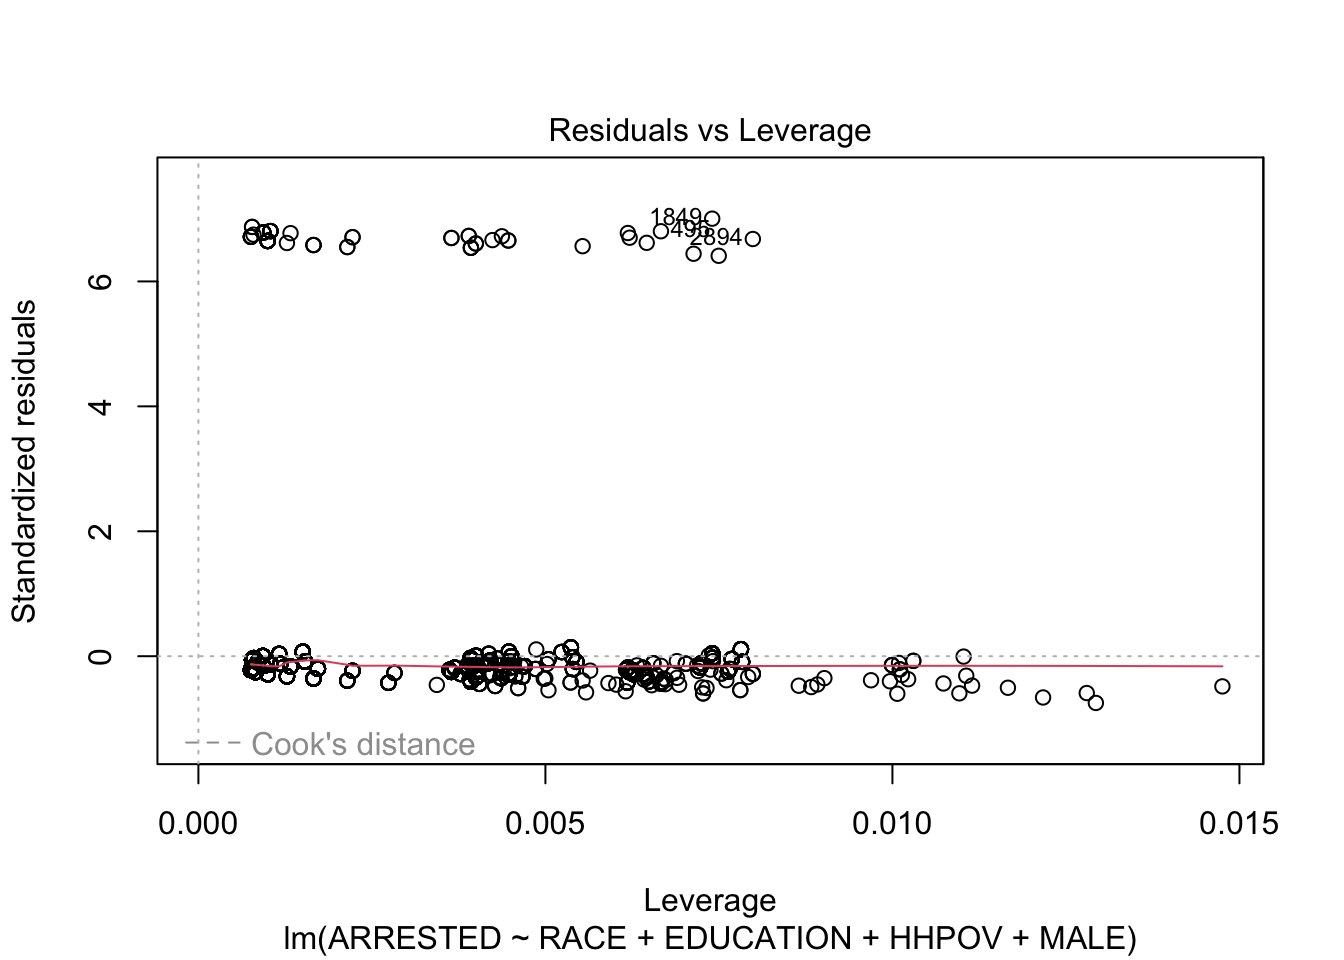 Residuals vs Leverage
Standardized residuals
6
4
2
0
1849
495
2894
Cook's distance
0.000 0.005 0.010 0.015
Leverage
lm(ARRESTED ~ RACE + EDUCATION + HHPOV + MALE)